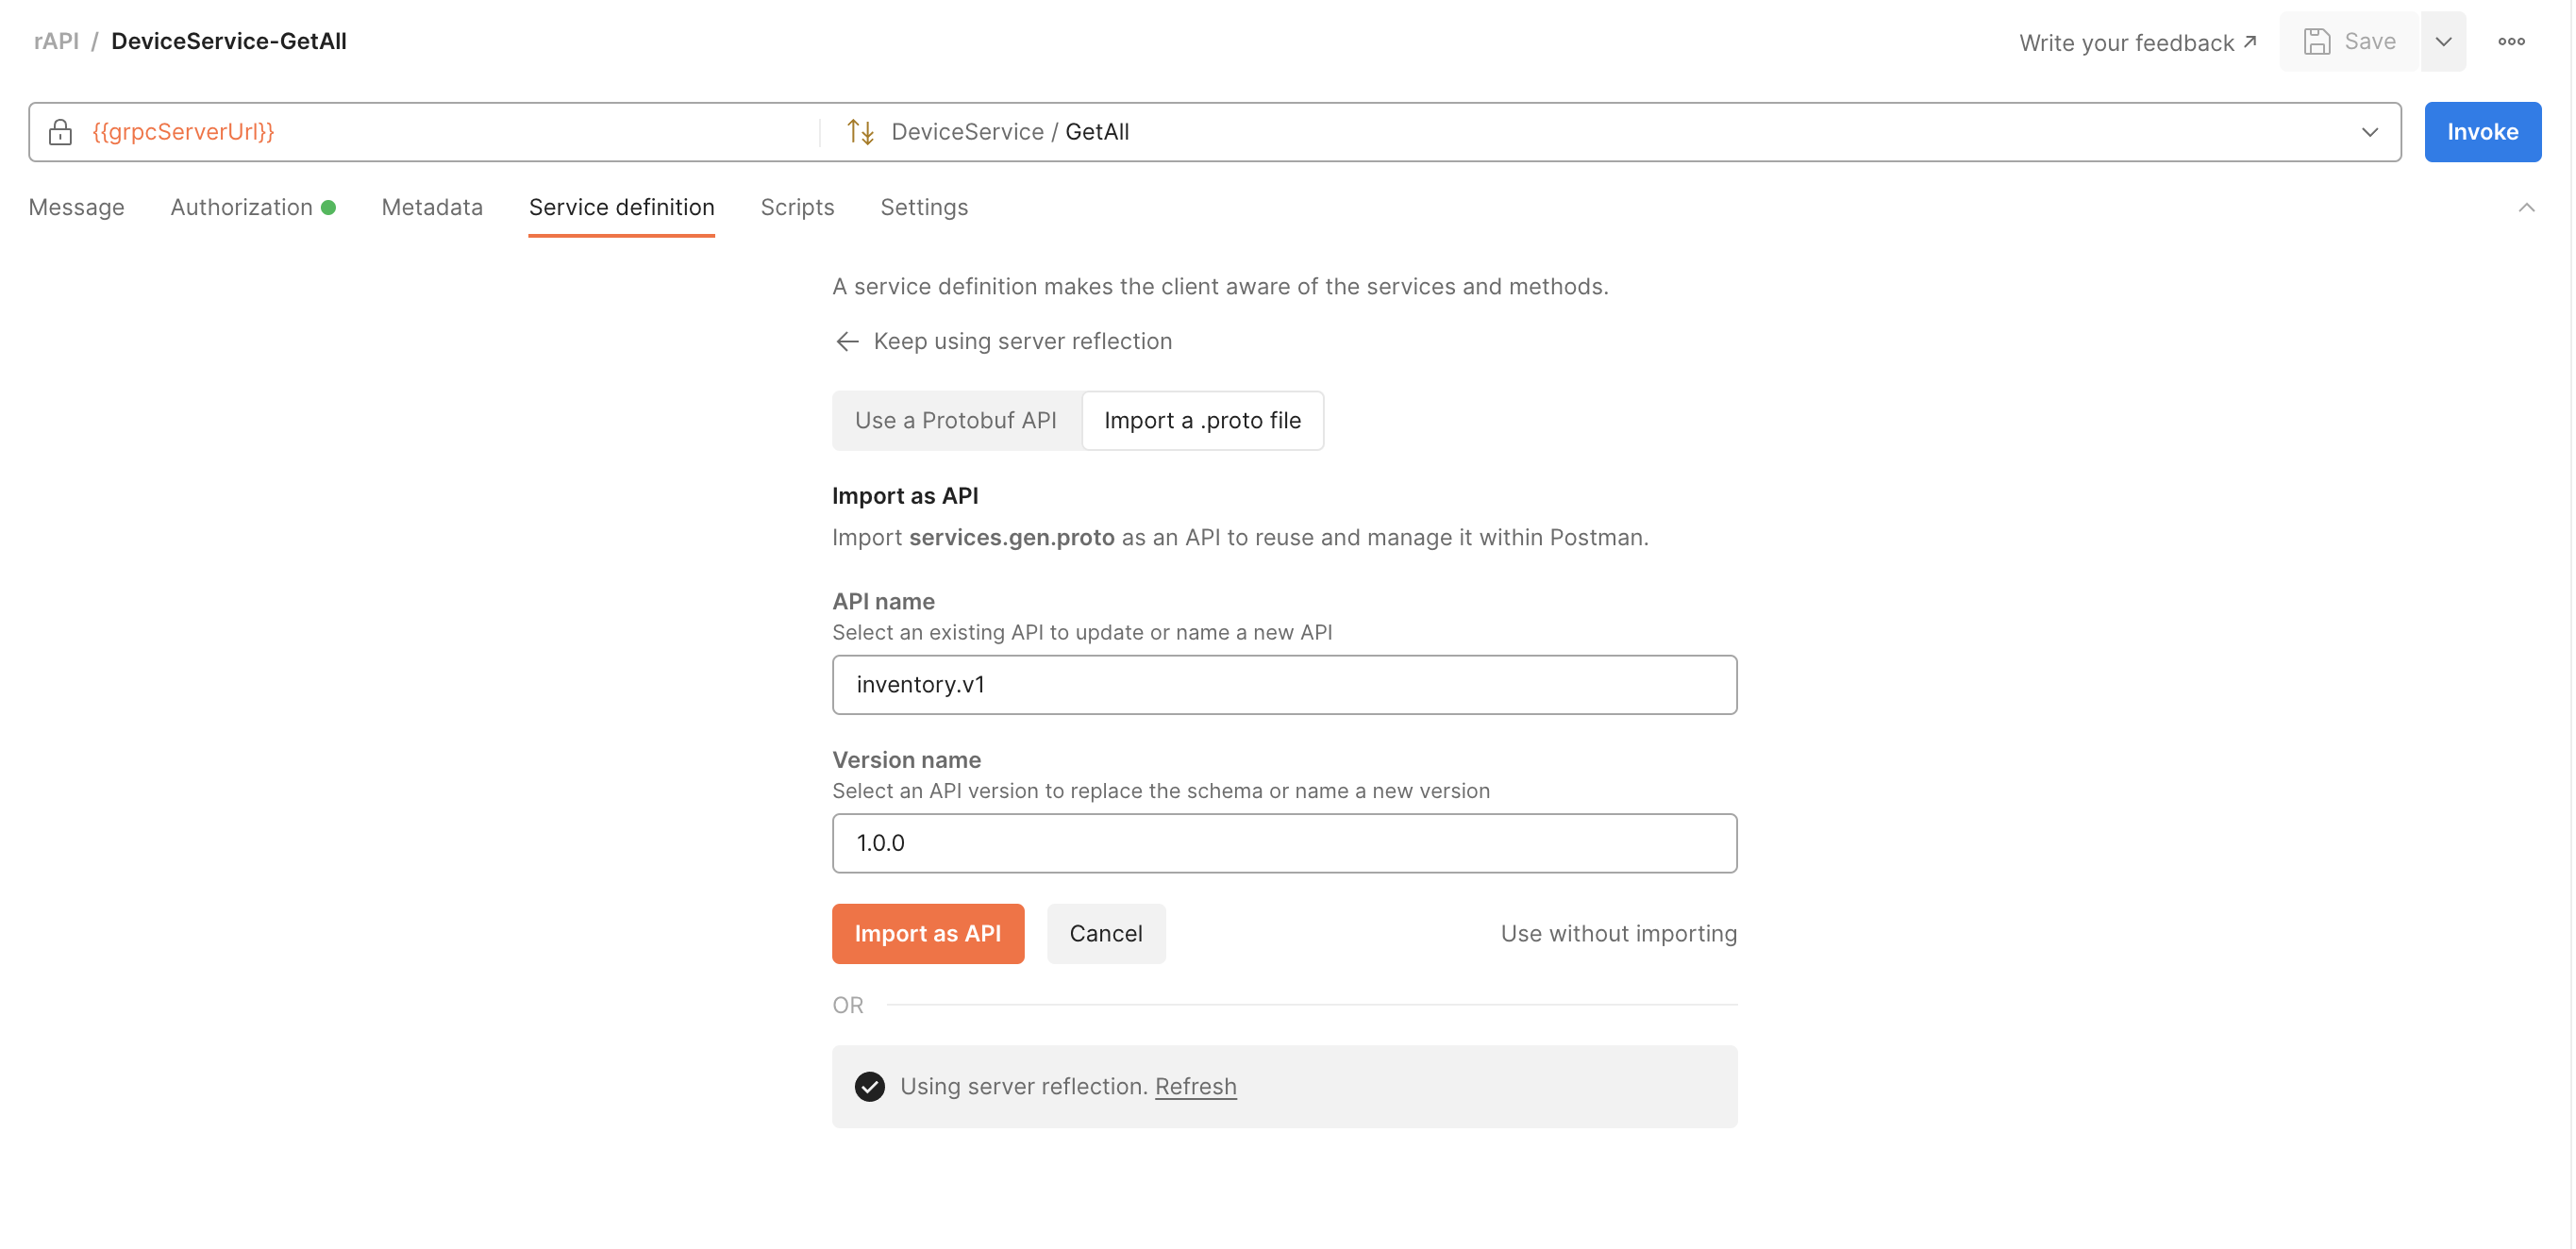 rAPI / DeviceService-GetAll
Write your feedback ↗
Save
{{grpcServerUrl}}
DeviceService / GetAll
Invoke
Message
Authorization
Metadata
Service definition
Scripts
Settings
A service definition makes the client aware of the services and methods.
← Keep using server reflection
Use a Protobuf API
Import a .proto file
Import as API
Import services.gen.proto as an API to reuse and manage it within Postman.
API name
Select an existing API to update or name a new API
inventory.v1
Version name
Select an API version to replace the schema or name a new version
1.0.0
Import as API
Cancel
Use without importing
OR
Using server reflection. Refresh